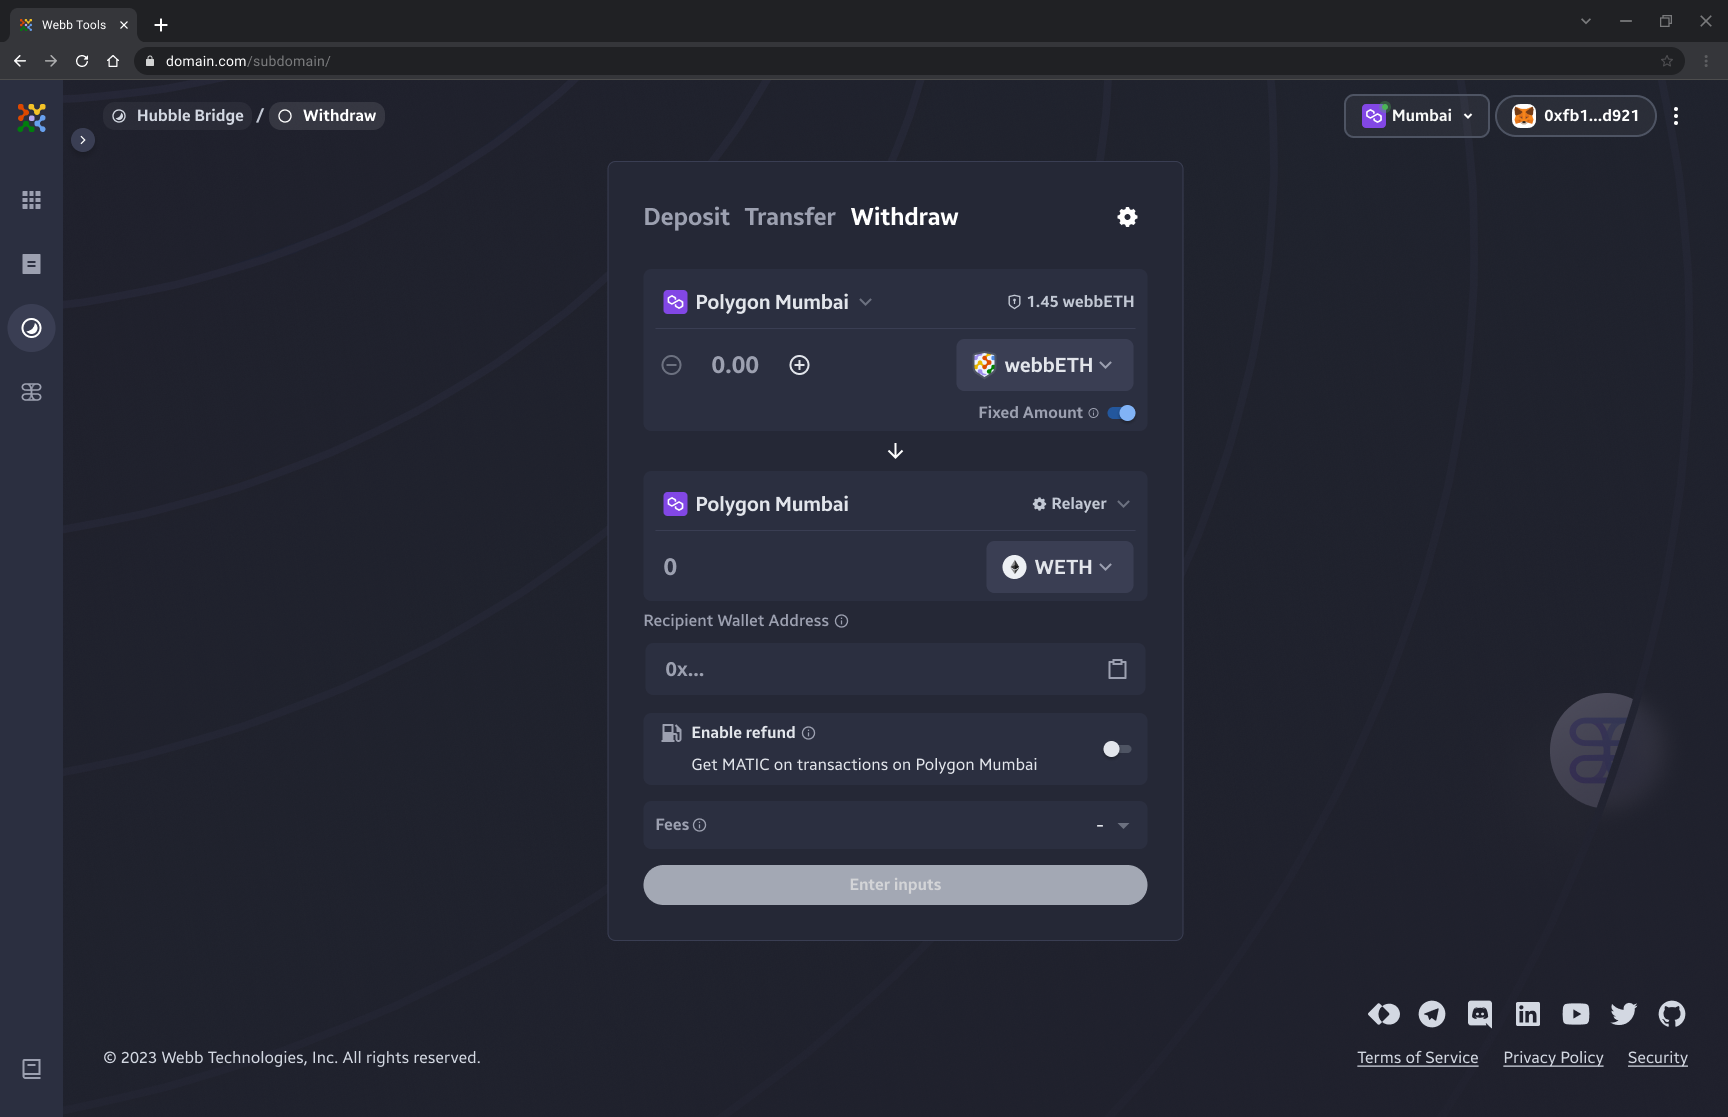 Webb Tools
domain.com/subdomain/
Hubble Bridge / Withdraw
Mumbai
0xfb1...d921
Deposit Transfer Withdraw
Polygon Mumbai
1.45 webbETH
0.00
webbETH
Fixed Amount
Polygon Mumbai
Relayer
0
WETH
Recipient Wallet Address
0x...
Enable refund
Get MATIC on transactions on Polygon Mumbai
Fees
-
Enter inputs
© 2023 Webb Technologies, Inc. All rights reserved.
Terms of Service Privacy Policy Security